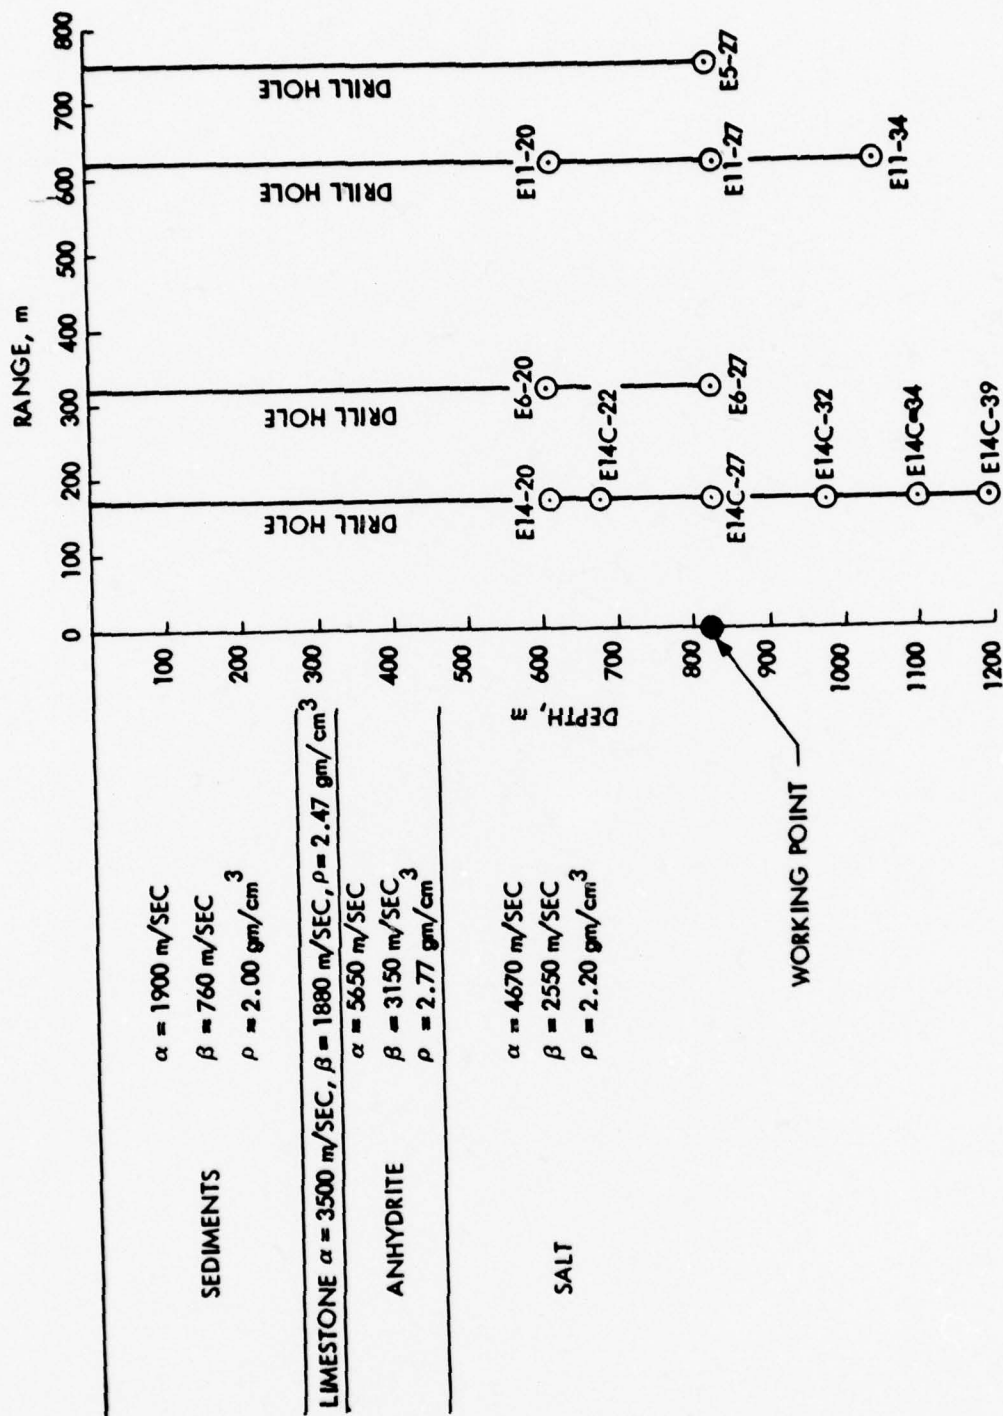 RANGE, m
0
100
200
300
400
500
600
700
800
DRILL HOLE
DRILL HOLE
DRILL HOLE
DRILL HOLE
SEDIMENTS
α = 1900 m/SEC
β = 760 m/SEC
ρ = 2.00 gm/cm³
LIMESTONE α = 3500 m/SEC, β = 1880 m/SEC, ρ = 2.47 gm/cm³
ANHYDRITE
α = 5650 m/SEC
β = 3150 m/SEC
ρ = 2.77 gm/cm³
SALT
α = 4670 m/SEC
β = 2550 m/SEC
ρ = 2.20 gm/cm³
DEPTH, m
100
200
300
400
500
600
700
800
900
1000
1100
1200
E14-20
E14C-22
E14C-27
E14C-32
E14C-34
E14C-39
E6-20
E6-27
E11-20
E11-27
E11-34
E5-27
WORKING POINT